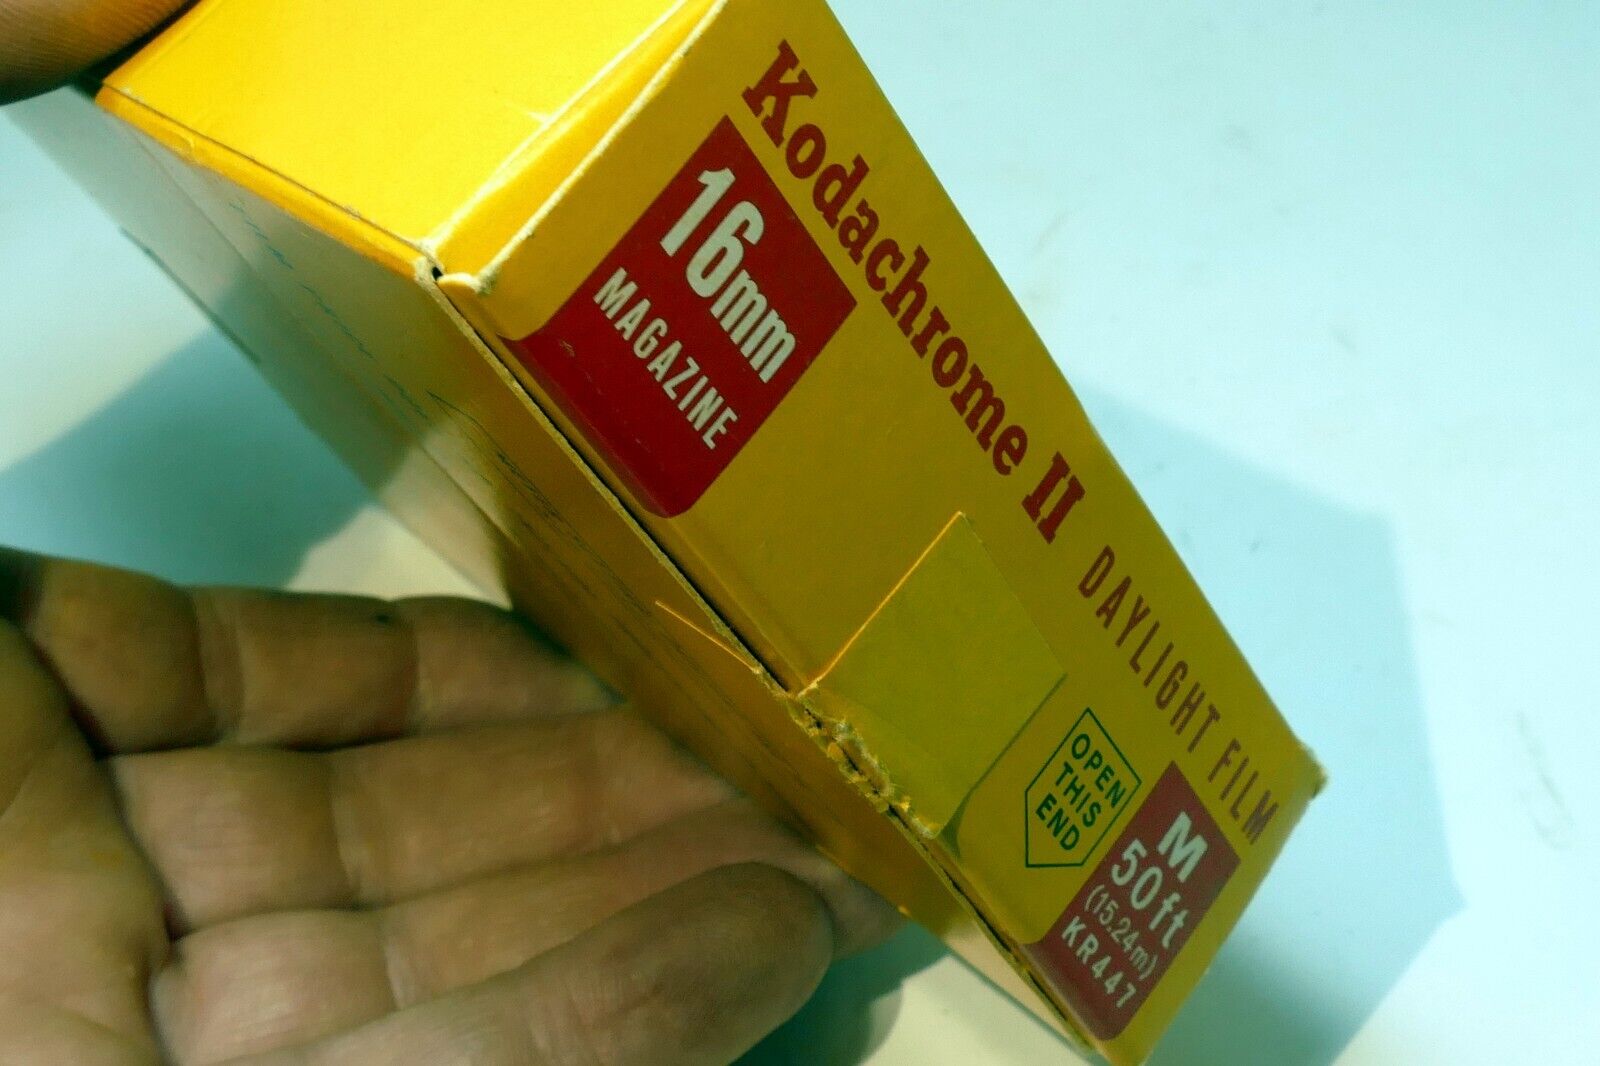 Kodachrome II DAYLIGHT FILM
16mm
MAGAZINE
OPEN
THIS
END
M
50ft
(15.24m)
KR447